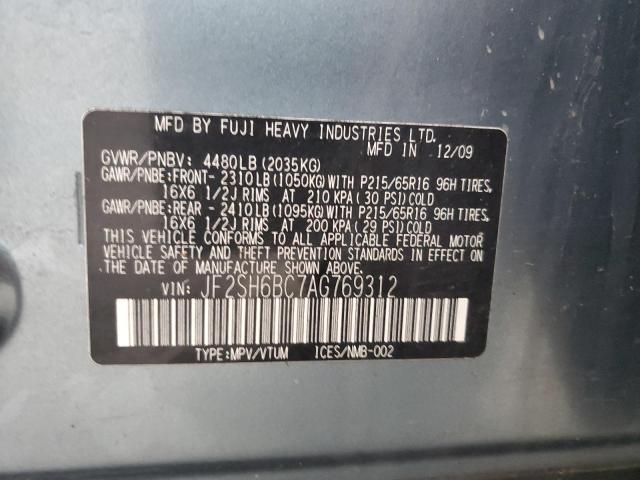 MFD BY FUJI HEAVY INDUSTRIES LTD.
MFD IN 12/09
GVWR/PNBV: 4480LB (2035KG)
GAWR/PNBE: FRONT- 2310LB (1050KG) WITH P215/65R16 96H TIRES,
16X6 1/2J RIMS AT 210 KPA (30 PSI) COLD
GAWR/PNBE: REAR - 2410LB (1095KG) WITH P215/65R16 96H TIRES,
16X6 1/2J RIMS AT 200 KPA (29 PSI) COLD
THIS VEHICLE CONFORMS TO ALL APPLICABLE FEDERAL MOTOR
VEHICLE SAFETY AND THEFT PREVENTION STANDARDS IN EFFECT ON
THE DATE OF MANUFACTURE SHOWN ABOVE.
VIN: JF2SH6BC7AG769312
TYPE:MPV/VTUM ICES/NMB-002